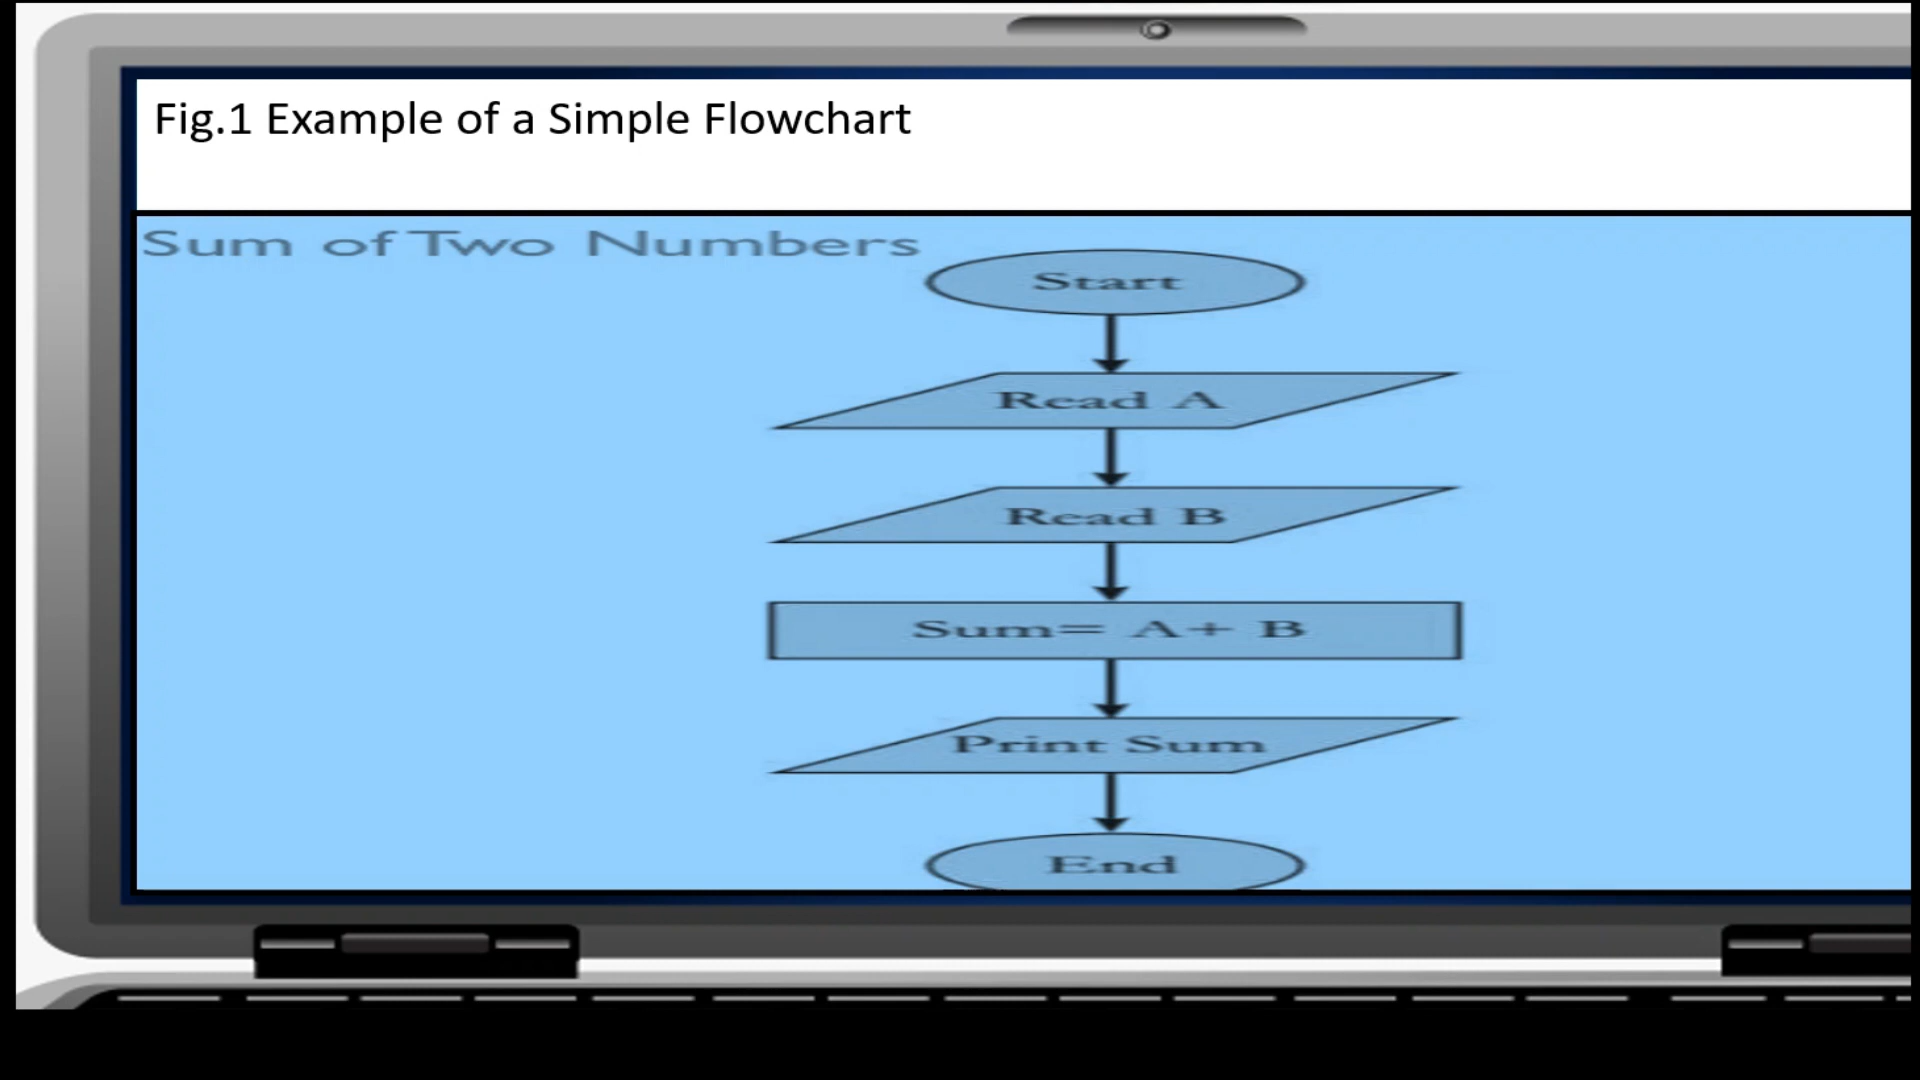 Fig.1 Example of a Simple Flowchart
Sum of Two Numbers
Start
Read A
Read B
Sum= A+ B
Print Sum
End